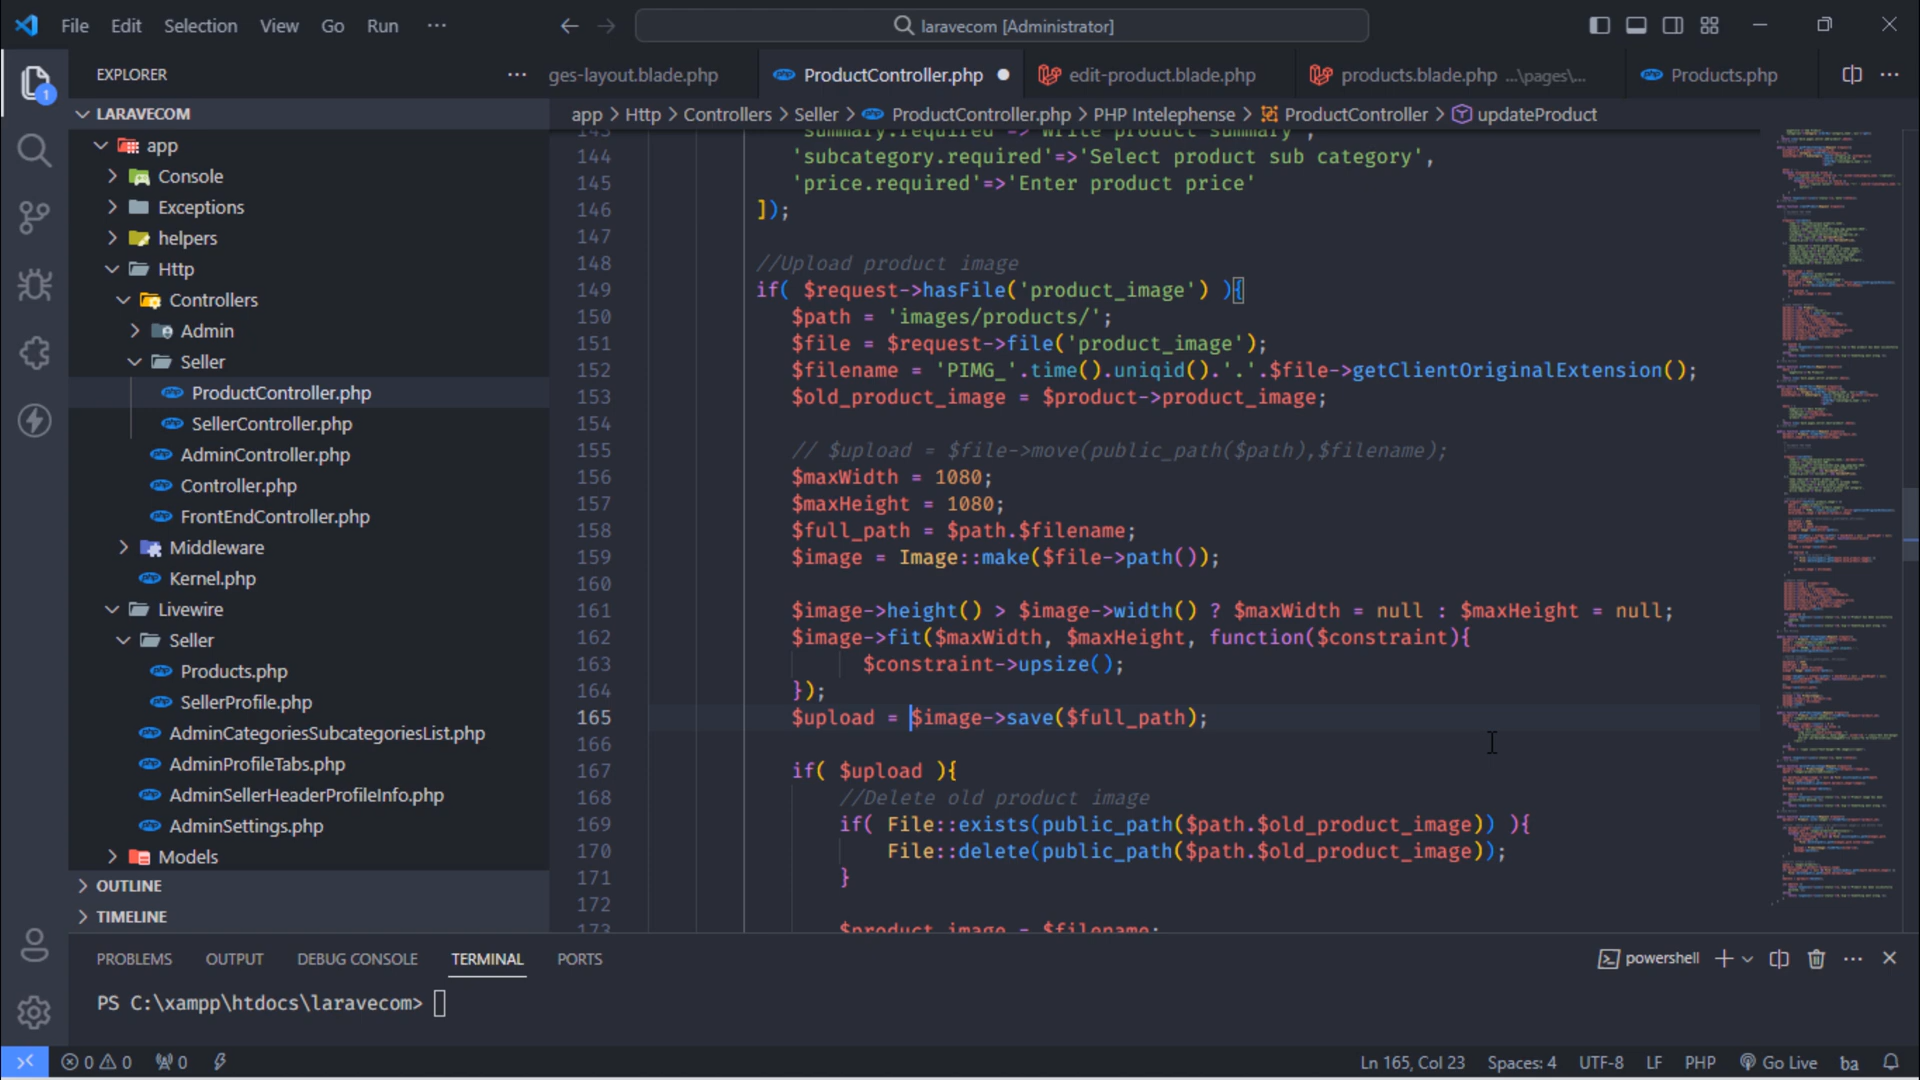 File Edit Selection View Go Run ···
laravecom [Administrator]
EXPLORER ···
ges-layout.blade.php ProductController.php edit-product.blade.php products.blade.php ...\pages\... Products.php ···
LARAVECOM
app > Http > Controllers > Seller > ProductController.php > PHP Intelephense > ProductController > updateProduct
app
Console
Exceptions
helpers
Http
Controllers
Admin
Seller
ProductController.php
SellerController.php
AdminController.php
Controller.php
FrontEndController.php
Middleware
Kernel.php
Livewire
Seller
Products.php
SellerProfile.php
AdminCategoriesSubcategoriesList.php
AdminProfileTabs.php
AdminSellerHeaderProfileInfo.php
AdminSettings.php
Models
OUTLINE
TIMELINE
143 'summary.required'=>'Write product summary',
144 'subcategory.required'=>'Select product sub category',
145 'price.required'=>'Enter product price'
146 ]);
147
148 //Upload product image
149 if( $request->hasFile('product_image') ){
150 $path = 'images/products/';
151 $file = $request->file('product_image');
152 $filename = 'PIMG_'.time().uniqid().'.'.$file->getClientOriginalExtension();
153 $old_product_image = $product->product_image;
154
155 // $upload = $file->move(public_path($path),$filename);
156 $maxWidth = 1080;
157 $maxHeight = 1080;
158 $full_path = $path.$filename;
159 $image = Image::make($file->path());
160
161 $image->height() > $image->width() ? $maxWidth = null : $maxHeight = null;
162 $image->fit($maxWidth, $maxHeight, function($constraint){
163 $constraint->upsize();
164 });
165 $upload = $image->save($full_path);
166
167 if( $upload ){
168 //Delete old product image
169 if( File::exists(public_path($path.$old_product_image)) ){
170 File::delete(public_path($path.$old_product_image));
171 }
172
173 $product_image = $filename;
PROBLEMS OUTPUT DEBUG CONSOLE TERMINAL PORTS powershell ···
PS C:\xampp\htdocs\laravecom>
0 0 0 Ln 165, Col 23 Spaces: 4 UTF-8 LF PHP Go Live ba
1